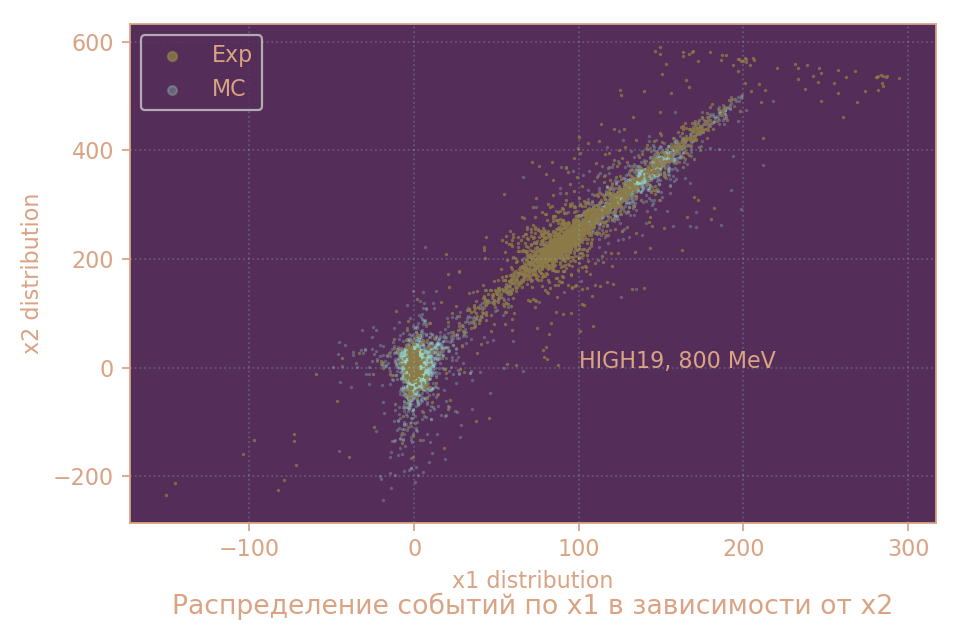 Exp
MC
600
400
200
0
−200
x2 distribution
HIGH19, 800 MeV
−100
0
100
200
300
x1 distribution
Распределение событий по x1 в зависимости от x2